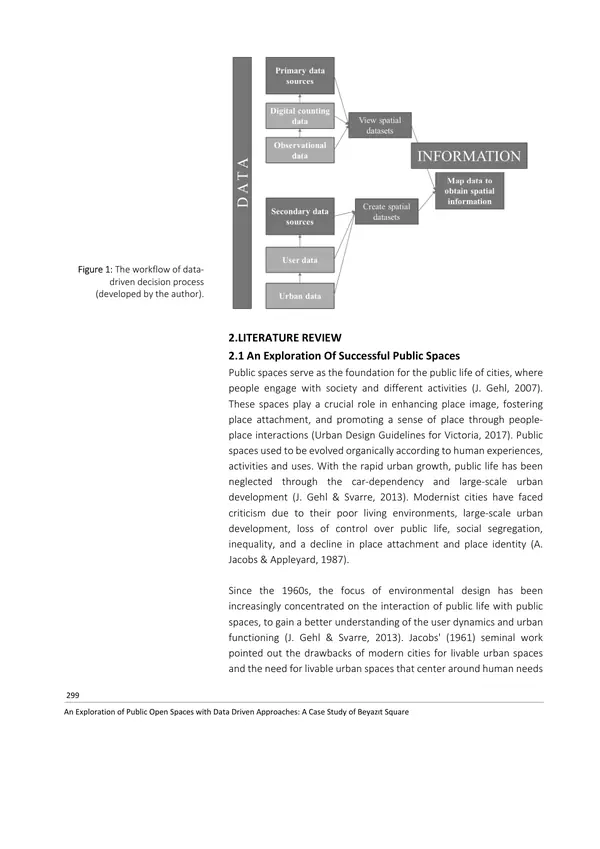 DATA
Primary data
sources
Digital counting
data
Observational
data
View spatial
datasets
INFORMATION
Map data to
obtain spatial
information
Secondary data
sources
Create spatial
datasets
User data
Urban data
Figure 1: The workflow of data-
driven decision process
(developed by the author).
2.LITERATURE REVIEW
2.1 An Exploration Of Successful Public Spaces
Public spaces serve as the foundation for the public life of cities, where
people engage with society and different activities (J. Gehl, 2007).
These spaces play a crucial role in enhancing place image, fostering
place attachment, and promoting a sense of place through people-
place interactions (Urban Design Guidelines for Victoria, 2017). Public
spaces used to be evolved organically according to human experiences,
activities and uses. With the rapid urban growth, public life has been
neglected through the car-dependency and large-scale urban
development (J. Gehl & Svarre, 2013). Modernist cities have faced
criticism due to their poor living environments, large-scale urban
development, loss of control over public life, social segregation,
inequality, and a decline in place attachment and place identity (A.
Jacobs & Appleyard, 1987).
Since the 1960s, the focus of environmental design has been
increasingly concentrated on the interaction of public life with public
spaces, to gain a better understanding of the user dynamics and urban
functioning (J. Gehl & Svarre, 2013). Jacobs' (1961) seminal work
pointed out the drawbacks of modern cities for livable urban spaces
and the need for livable urban spaces that center around human needs
299
An Exploration of Public Open Spaces with Data Driven Approaches: A Case Study of Beyazıt Square